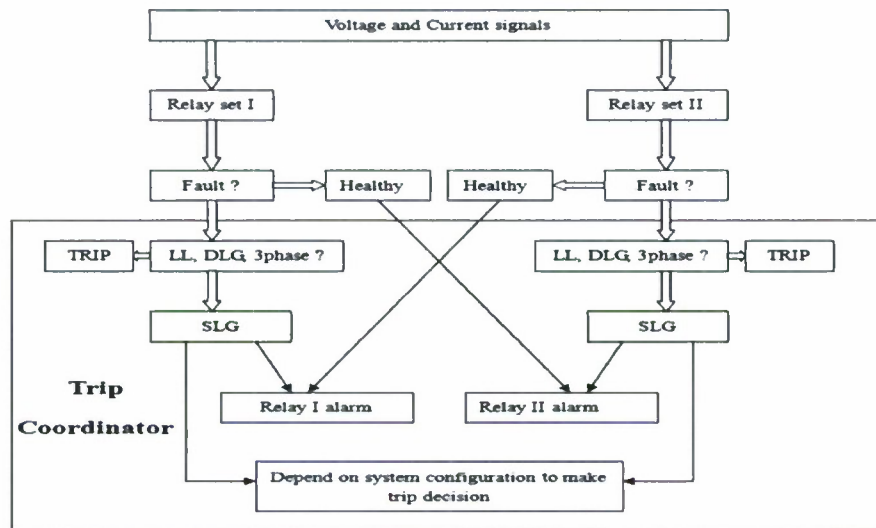 Voltage and Current signals
Relay set I
Relay set II
Fault ?
Healthy
Healthy
Fault ?
TRIP
LL, DLG, 3phase ?
LL, DLG, 3phase ?
TRIP
SLG
SLG
Trip
Coordinator
Relay I alarm
Relay II alarm
Depend on system configuration to make
trip decision